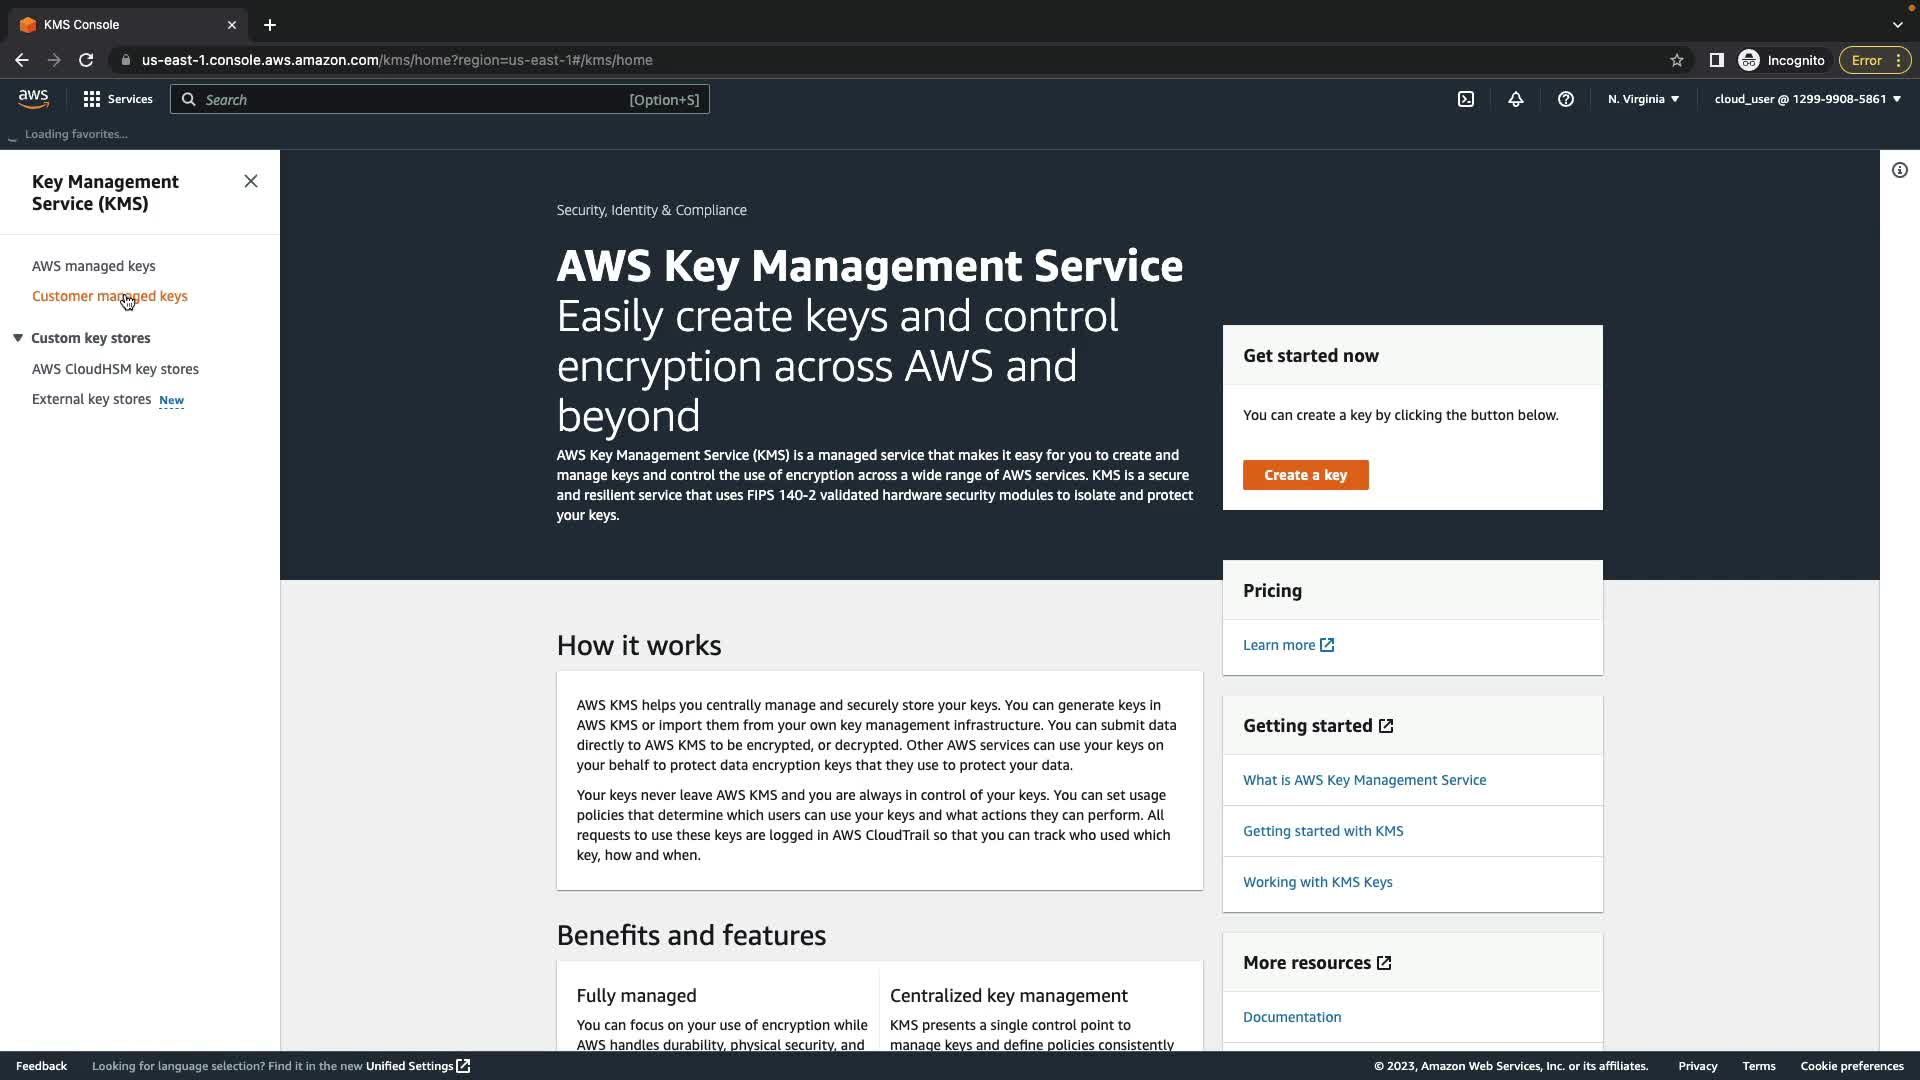 KMS Console
us-east-1.console.aws.amazon.com/kms/home?region=us-east-1#/kms/home
Incognito
Error
aws
Services
Search
[Option+S]
N. Virginia
cloud_user @ 1299-9908-5861
Loading favorites...
Key Management
Service (KMS)
AWS managed keys
Customer managed keys
Custom key stores
AWS CloudHSM key stores
External key stores New
Security, Identity & Compliance
AWS Key Management Service
Easily create keys and control
encryption across AWS and
beyond
AWS Key Management Service (KMS) is a managed service that makes it easy for you to create and
manage keys and control the use of encryption across a wide range of AWS services. KMS is a secure
and resilient service that uses FIPS 140-2 validated hardware security modules to isolate and protect
your keys.
Get started now
You can create a key by clicking the button below.
Create a key
Pricing
Learn more
How it works
AWS KMS helps you centrally manage and securely store your keys. You can generate keys in
AWS KMS or import them from your own key management infrastructure. You can submit data
directly to AWS KMS to be encrypted, or decrypted. Other AWS services can use your keys on
your behalf to protect data encryption keys that they use to protect your data.
Your keys never leave AWS KMS and you are always in control of your keys. You can set usage
policies that determine which users can use your keys and what actions they can perform. All
requests to use these keys are logged in AWS CloudTrail so that you can track who used which
key, how and when.
Getting started
What is AWS Key Management Service
Getting started with KMS
Working with KMS Keys
Benefits and features
Fully managed
You can focus on your use of encryption while
AWS handles durability, physical security, and
Centralized key management
KMS presents a single control point to
manage keys and define policies consistently
More resources
Documentation
Feedback
Looking for language selection? Find it in the new Unified Settings
© 2023, Amazon Web Services, Inc. or its affiliates.
Privacy
Terms
Cookie preferences